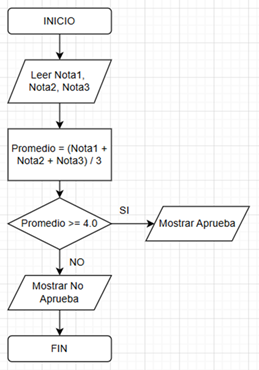 INICIO
Leer Nota1,
Nota2, Nota3
Promedio = (Nota1 +
Nota2 + Nota3) / 3
Promedio >= 4.0
SI
Mostrar Aprueba
NO
Mostrar No
Aprueba
FIN